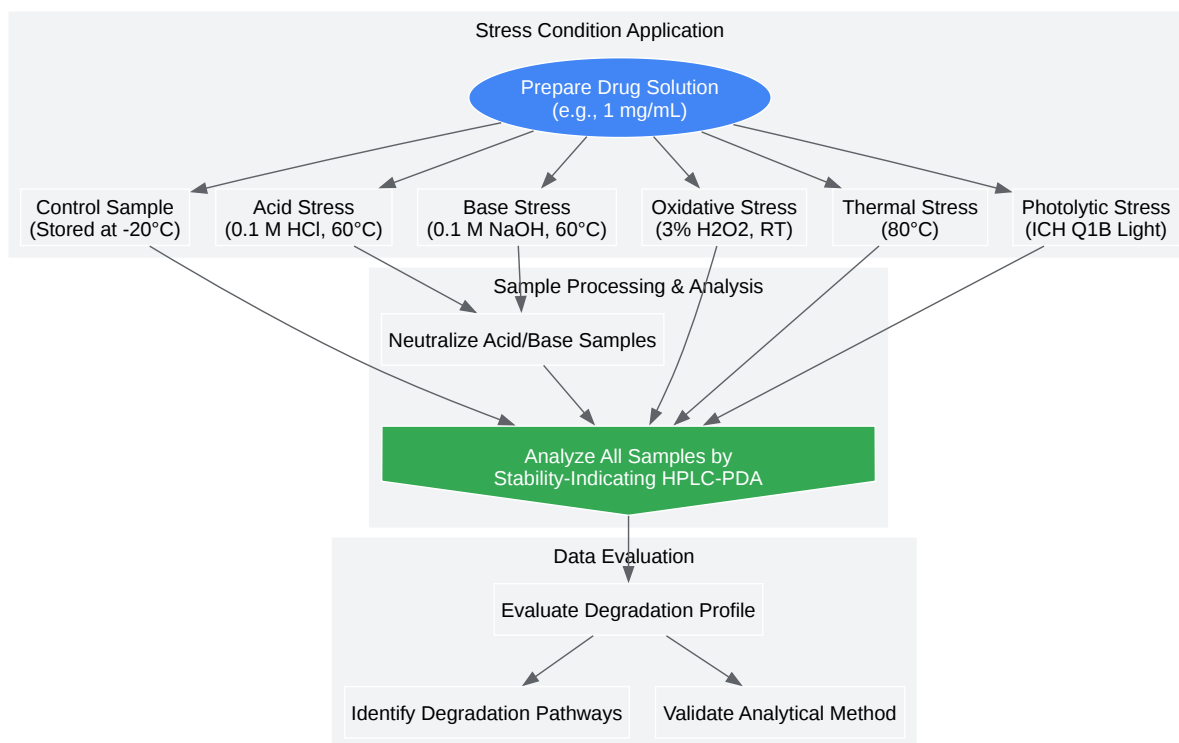 Stress Condition Application
Prepare Drug Solution
(e.g., 1 mg/mL)
Control Sample
(Stored at -20°C)
Acid Stress
(0.1 M HCl, 60°C)
Base Stress
(0.1 M NaOH, 60°C)
Oxidative Stress
(3% H2O2, RT)
Thermal Stress
(80°C)
Photolytic Stress
(ICH Q1B Light)
Sample Processing & Analysis
Neutralize Acid/Base Samples
Analyze All Samples by
Stability-Indicating HPLC-PDA
Data Evaluation
Evaluate Degradation Profile
Identify Degradation Pathways
Validate Analytical Method